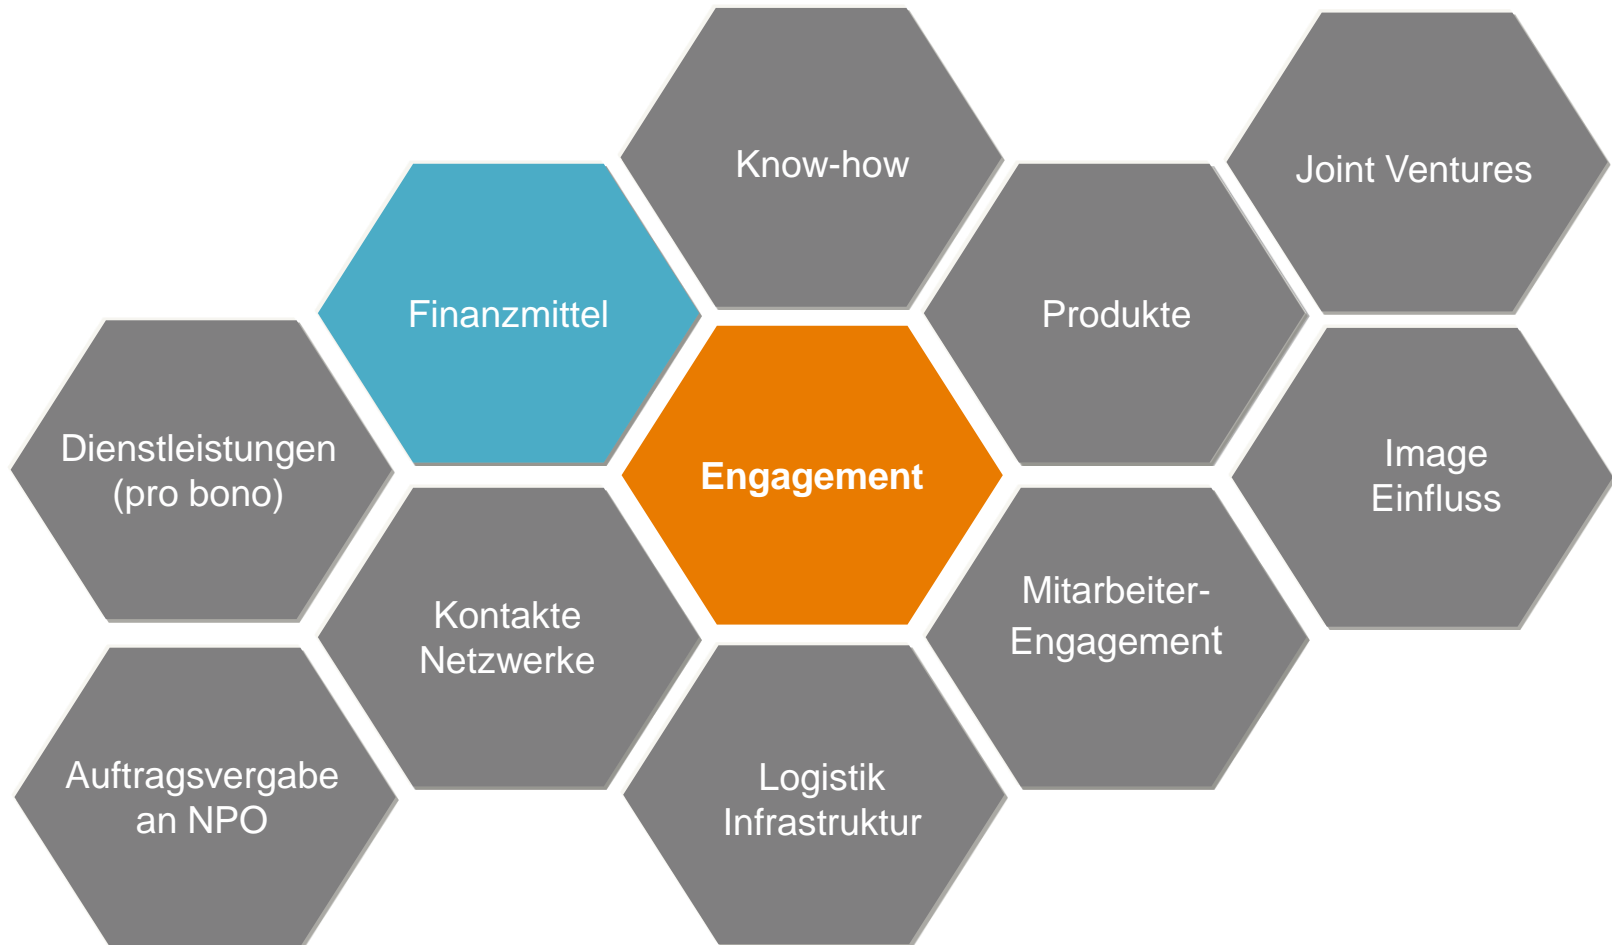 Know-how
Joint Ventures
Finanzmittel
Produkte
Dienstleistungen
(pro bono)
Engagement
Image
Einfluss
Kontakte
Netzwerke
Mitarbeiter-
Engagement
Auftragsvergabe
an NPO
Logistik
Infrastruktur